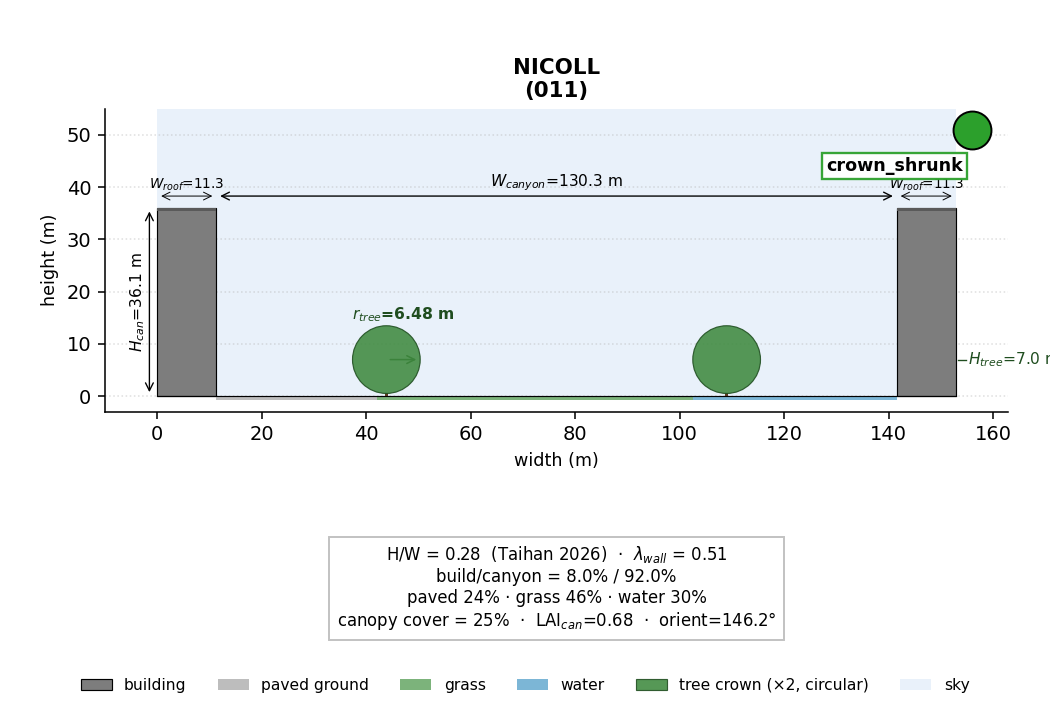 NICOLL
(011)
crown_shrunk
W_roof=11.3
W_canyon=130.3 m
W_roof=11.3
H_can=36.1 m
r_tree=6.48 m
H_tree=7.0 m
height (m)
50
40
30
20
10
0
0 20 40 60 80 100 120 140 160
width (m)
H/W = 0.28 (Taihan 2026) · λ_wall = 0.51
build/canyon = 8.0% / 92.0%
paved 24% · grass 46% · water 30%
canopy cover = 25% · LAI_can=0.68 · orient=146.2°
building paved ground grass water tree crown (×2, circular) sky